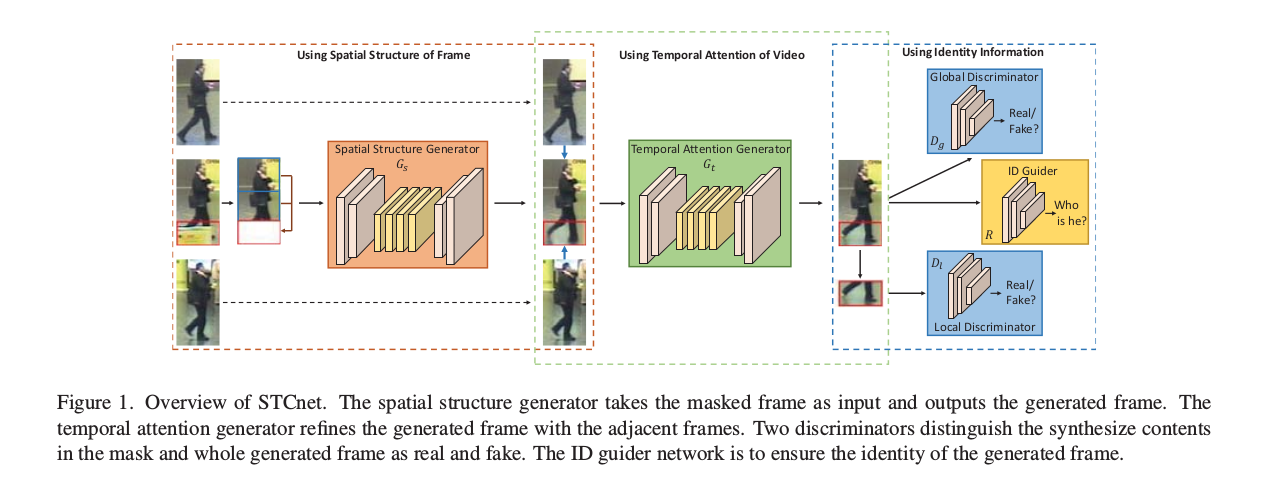 Using Spatial Structure of Frame
Using Temporal Attention of Video
Using Identity Information
Spatial Structure Generator
G_s
Temporal Attention Generator
G_t
Global Discriminator
Real/
Fake?
D_g
ID Guider
Who
is he?
R
D_l
Real/
Fake?
Local Discriminator
Figure 1. Overview of STCnet. The spatial structure generator takes the masked frame as input and outputs the generated frame. The
temporal attention generator refines the generated frame with the adjacent frames. Two discriminators distinguish the synthesize contents
in the mask and whole generated frame as real and fake. The ID guider network is to ensure the identity of the generated frame.